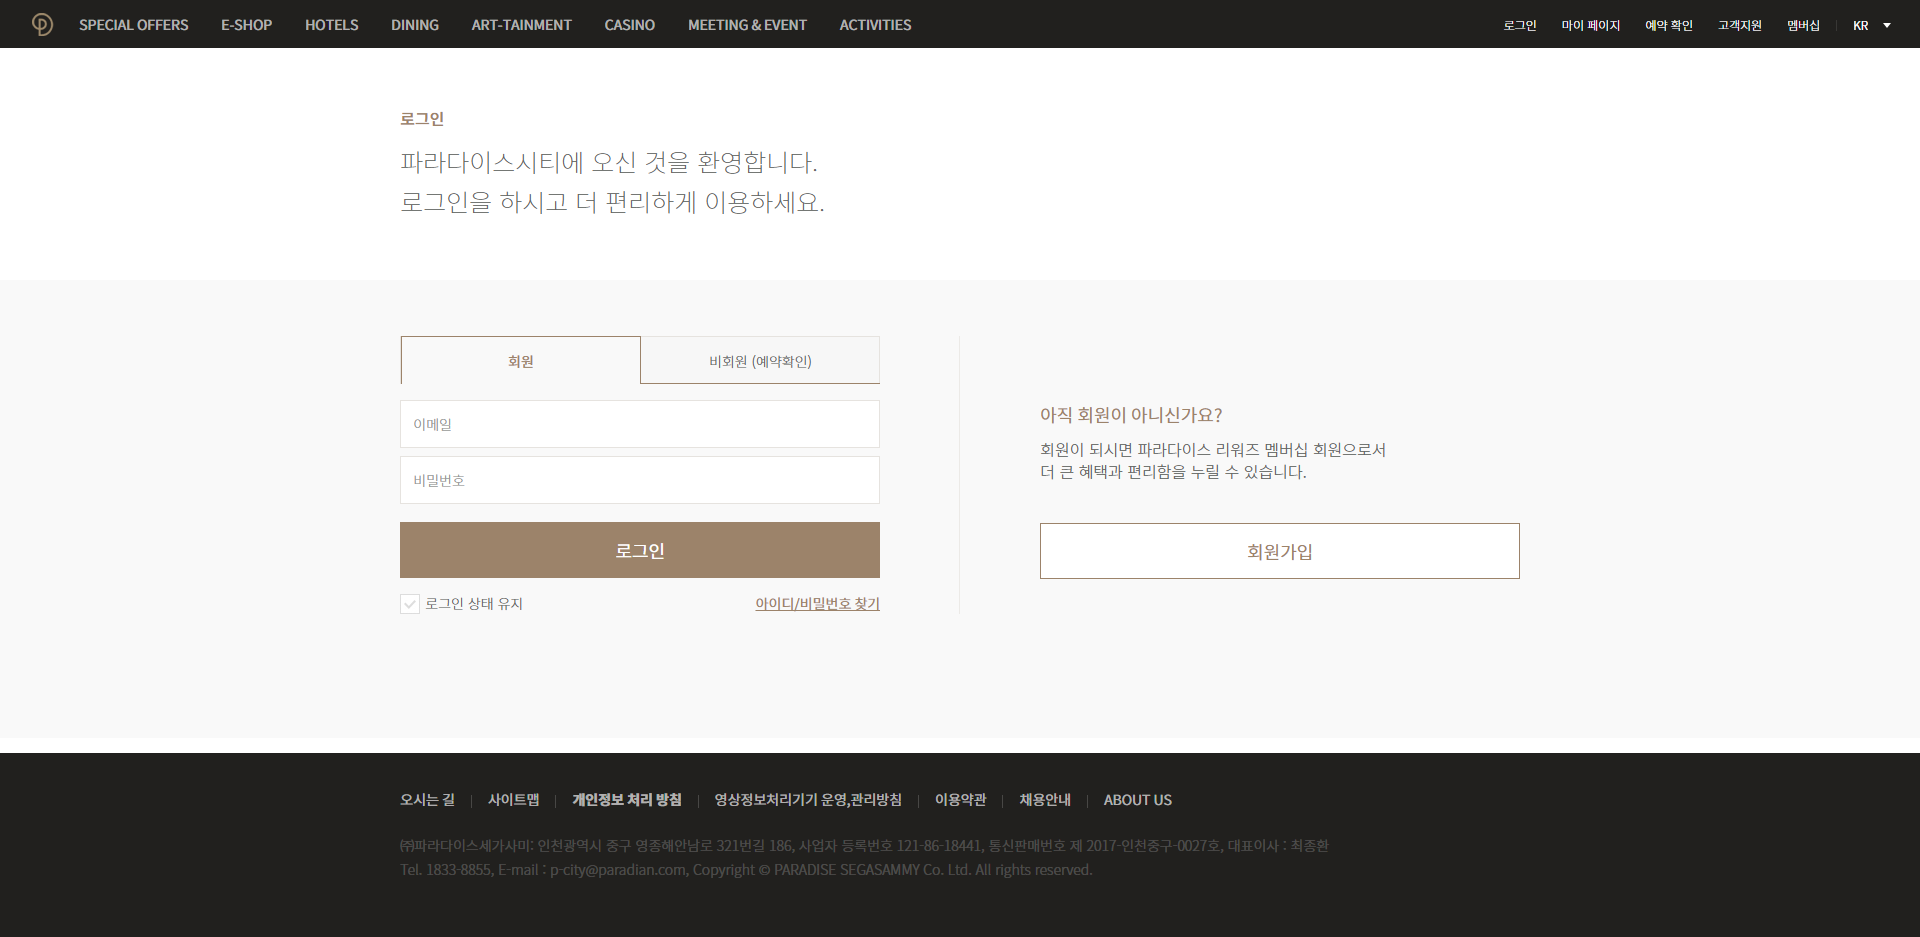 SPECIAL OFFERS E-SHOP HOTELS DINING ART-TAINMENT CASINO MEETING & EVENT ACTIVITIES 로그인 마이 페이지 예약 확인 고객지원 멤버십 KR
로그인
파라다이스시티에 오신 것을 환영합니다.
로그인을 하시고 더 편리하게 이용하세요.
회원 비회원 (예약확인)
이메일
비밀번호
로그인
로그인 상태 유지 아이디/비밀번호 찾기
아직 회원이 아니신가요?
회원이 되시면 파라다이스 리워즈 멤버십 회원으로서
더 큰 혜택과 편리함을 누릴 수 있습니다.
회원가입
오시는 길 사이트맵 개인정보 처리 방침 영상정보처리기기 운영,관리방침 이용약관 채용안내 ABOUT US
㈜파라다이스세가사미: 인천광역시 중구 영종해안남로 321번길 186, 사업자 등록번호 121-86-18441, 통신판매번호 제 2017-인천중구-0027호, 대표이사 : 최종환
Tel. 1833-8855, E-mail : p-city@paradian.com, Copyright © PARADISE SEGASAMMY Co. Ltd. All rights reserved.